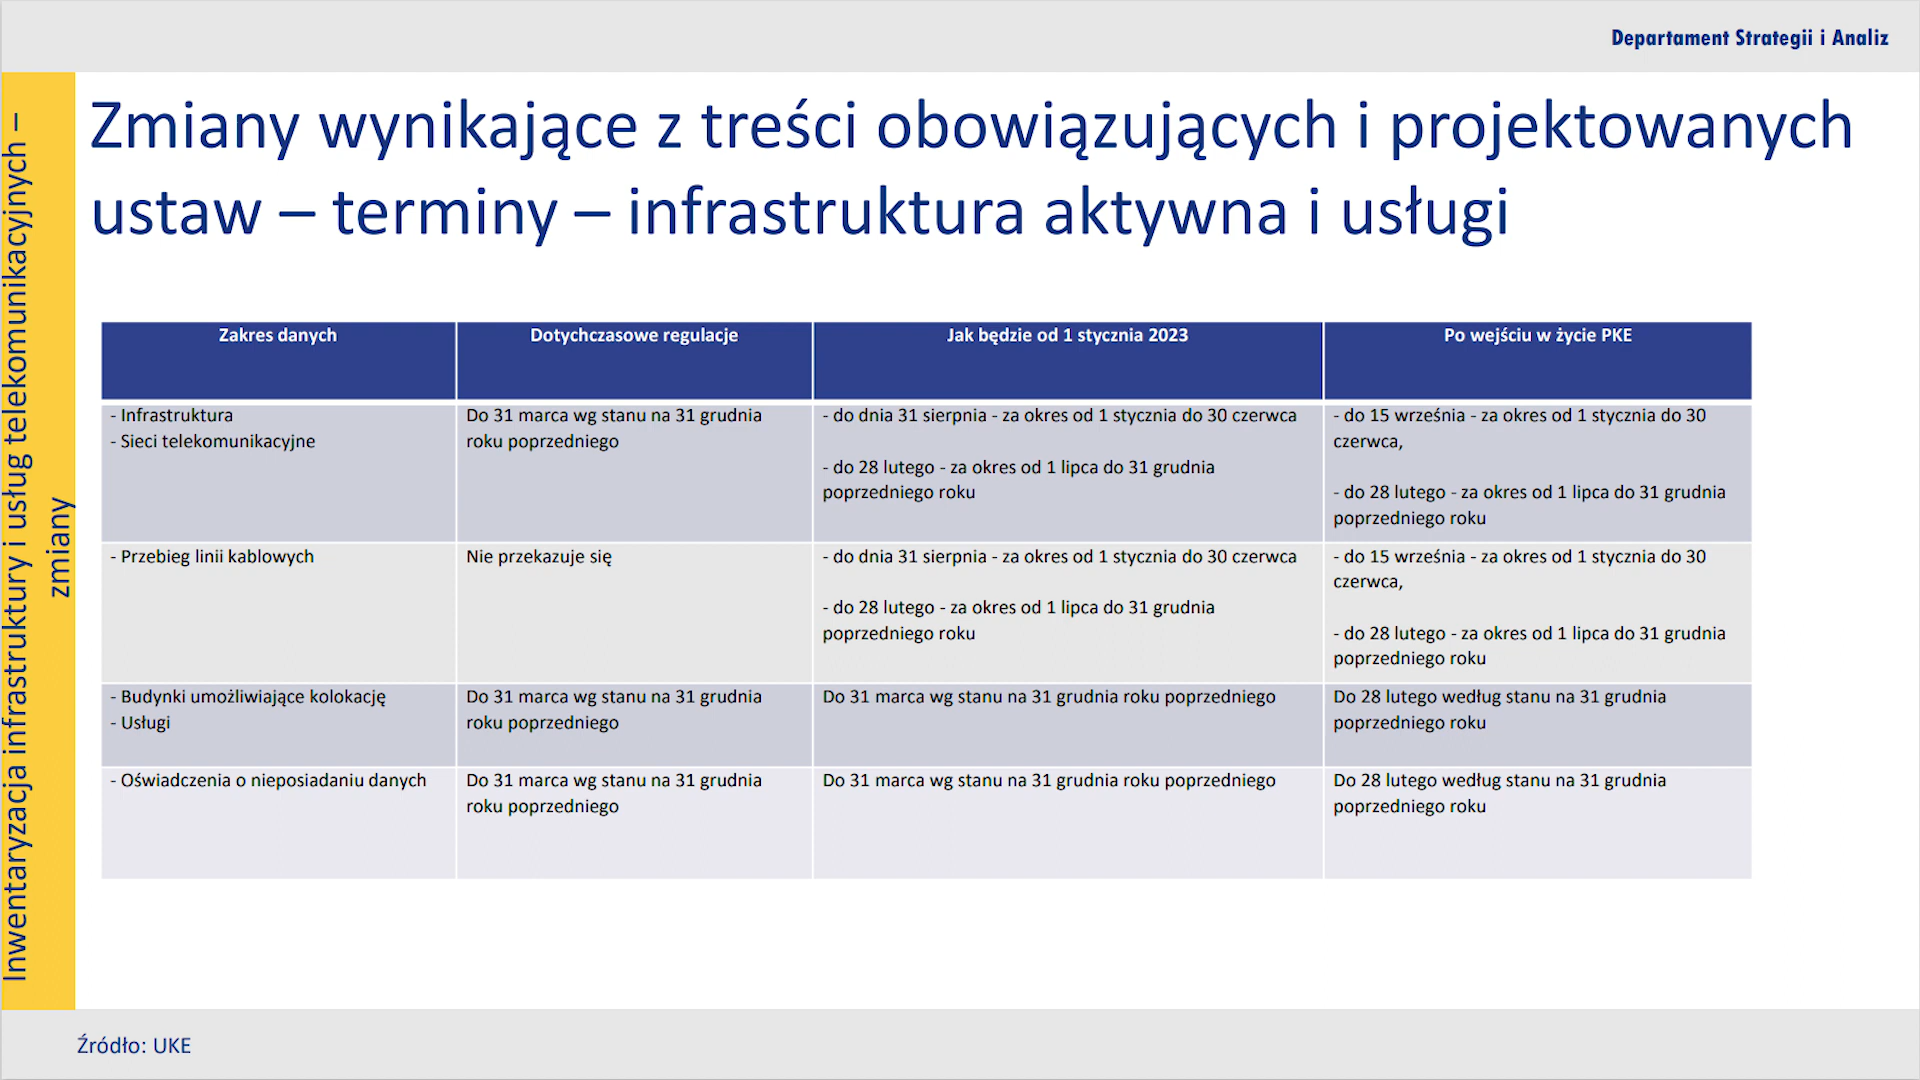 Departament Strategii i Analiz
Inwentaryzacja infrastruktury i usług telekomunikacyjnych –
zmiany
Zmiany wynikające z treści obowiązujących i projektowanych
ustaw – terminy – infrastruktura aktywna i usługi
Zakres danych
Dotychczasowe regulacje
Jak będzie od 1 stycznia 2023
Po wejściu w życie PKE
- Infrastruktura
- Sieci telekomunikacyjne
Do 31 marca wg stanu na 31 grudnia
roku poprzedniego
- do dnia 31 sierpnia - za okres od 1 stycznia do 30 czerwca
- do 28 lutego - za okres od 1 lipca do 31 grudnia
poprzedniego roku
- do 15 września - za okres od 1 stycznia do 30
czerwca,
- do 28 lutego - za okres od 1 lipca do 31 grudnia
poprzedniego roku
- Przebieg linii kablowych
Nie przekazuje się
- do dnia 31 sierpnia - za okres od 1 stycznia do 30 czerwca
- do 28 lutego - za okres od 1 lipca do 31 grudnia
poprzedniego roku
- do 15 września - za okres od 1 stycznia do 30
czerwca,
- do 28 lutego - za okres od 1 lipca do 31 grudnia
poprzedniego roku
- Budynki umożliwiające kolokację
- Usługi
Do 31 marca wg stanu na 31 grudnia
roku poprzedniego
Do 31 marca wg stanu na 31 grudnia roku poprzedniego
Do 28 lutego według stanu na 31 grudnia
poprzedniego roku
- Oświadczenia o nieposiadaniu danych
Do 31 marca wg stanu na 31 grudnia
roku poprzedniego
Do 31 marca wg stanu na 31 grudnia roku poprzedniego
Do 28 lutego według stanu na 31 grudnia
poprzedniego roku
Źródło: UKE